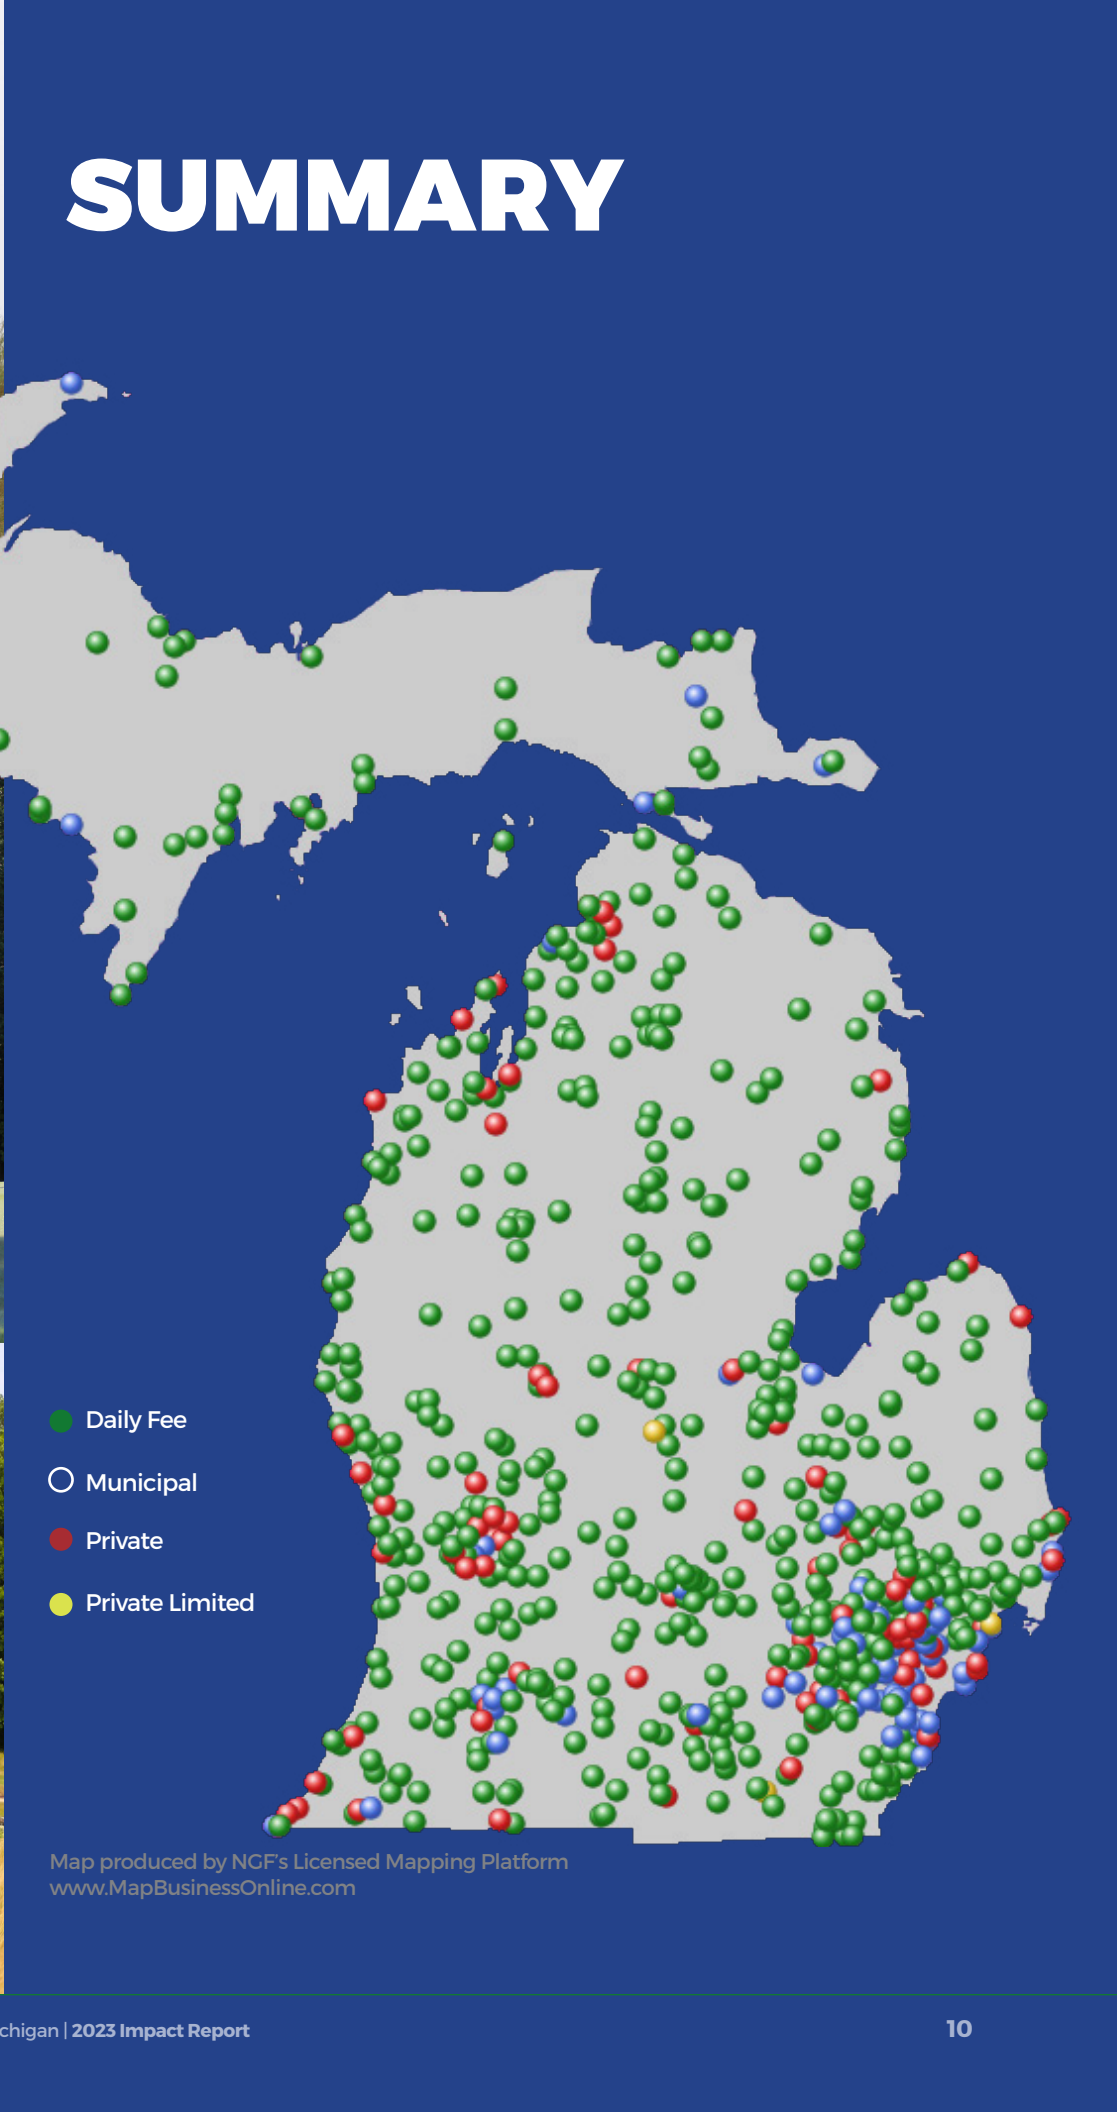 SUMMARY
Daily Fee
Municipal
Private
Private Limited
Map produced by NGF's Licensed Mapping Platform
www.MapBusinessOnline.com
chigan | 2023 Impact Report
10